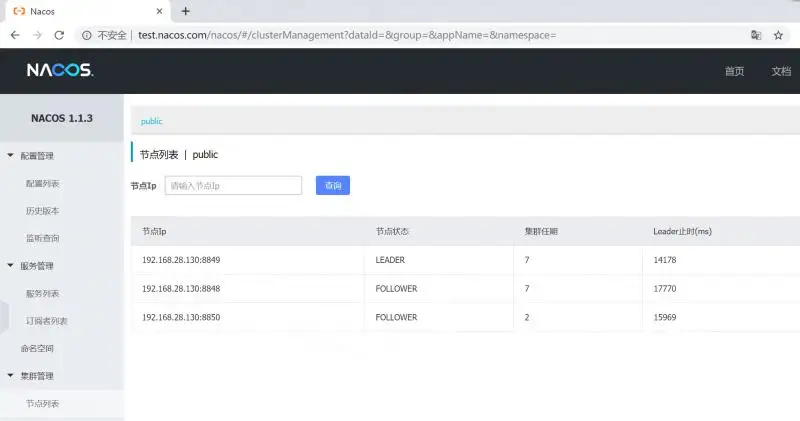 Nacos
不安全 | test.nacos.com/nacos/#/clusterManagement?dataId=&group=&appName=&namespace=
NACOS.
首页 文档
NACOS 1.1.3
配置管理
配置列表
历史版本
监听查询
服务管理
服务列表
订阅者列表
命名空间
集群管理
节点列表
public
节点列表 | public
节点Ip 请输入节点Ip 查询
节点Ip 节点状态 集群任期 Leader止时(ms)
192.168.28.130:8849 LEADER 7 14178
192.168.28.130:8848 FOLLOWER 7 17770
192.168.28.130:8850 FOLLOWER 2 15969